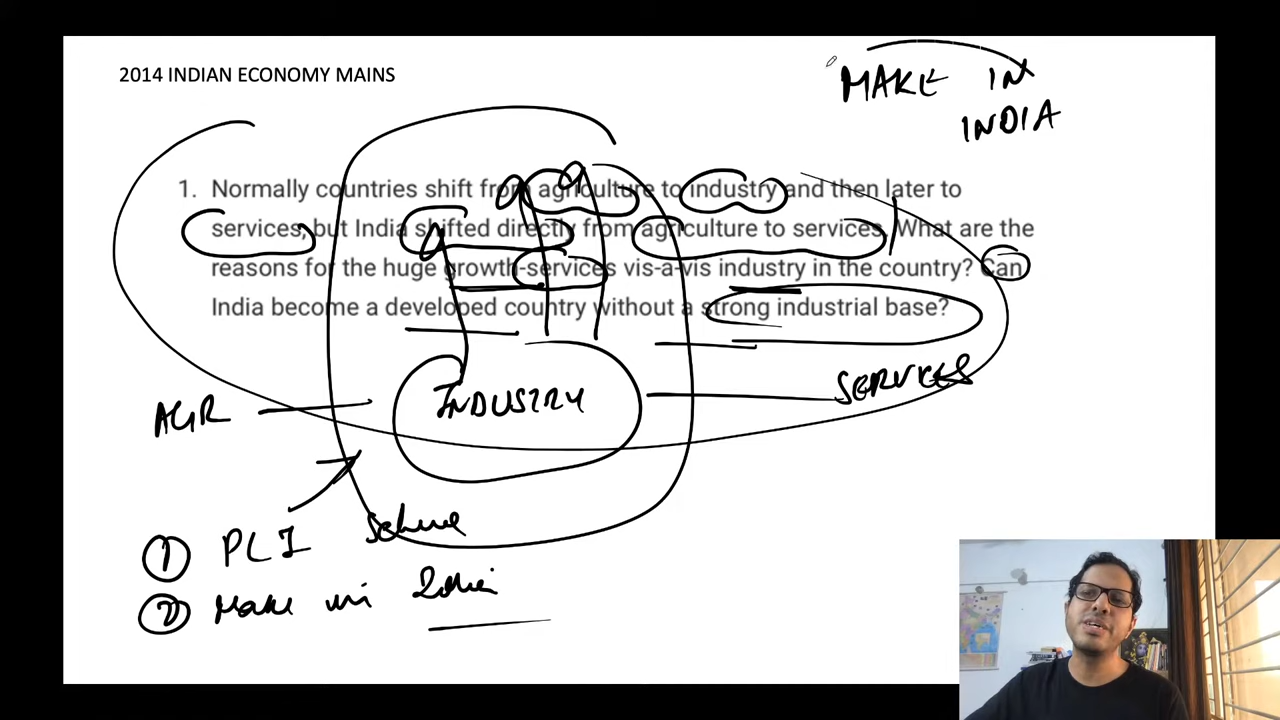 2014 INDIAN ECONOMY MAINS
MAKE IN
INDIA
1. Normally countries shift from agriculture to industry and then later to
services, but India shifted directly from agriculture to services. What are the
reasons for the huge growth-services vis-a-vis industry in the country? Can
India become a developed country without a strong industrial base?
AGR INDUSTRY SERVICES
1 PLI Scheme
2 Make in India